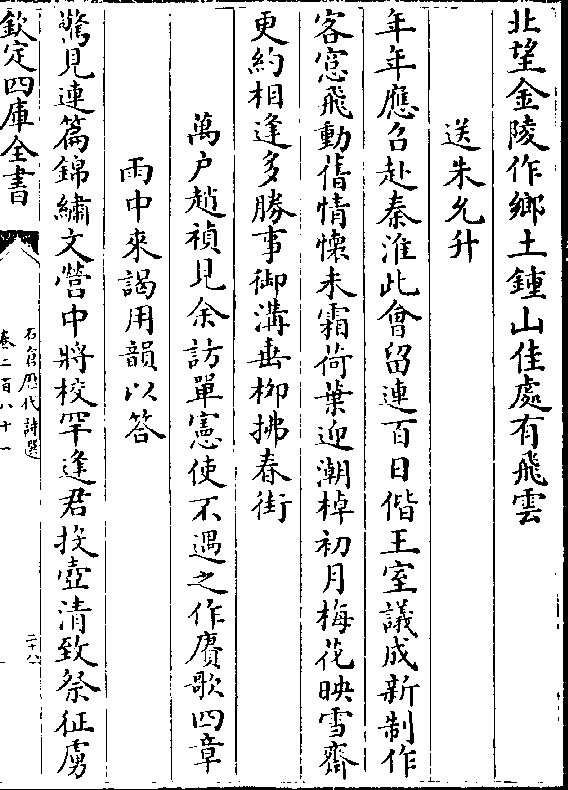 北望金陵作鄉土鍾山佳處有飛雲
送朱允升
年年應召赴秦淮此會留連百日偕王室議成新制作
客窓飛動舊情懷未霜荷葉迎潮棹初月梅花映雪齋
更約相逢多勝事御溝垂柳拂春街
萬户趙禎見余訪單憲使不遇之作賡歌四章
雨中來謁用韻以答
驚見連篇錦繡文營中將校罕逢君投壺清致祭征虜
欽定四庫全書
石倉歴代詩選
卷二百八十一
二十八